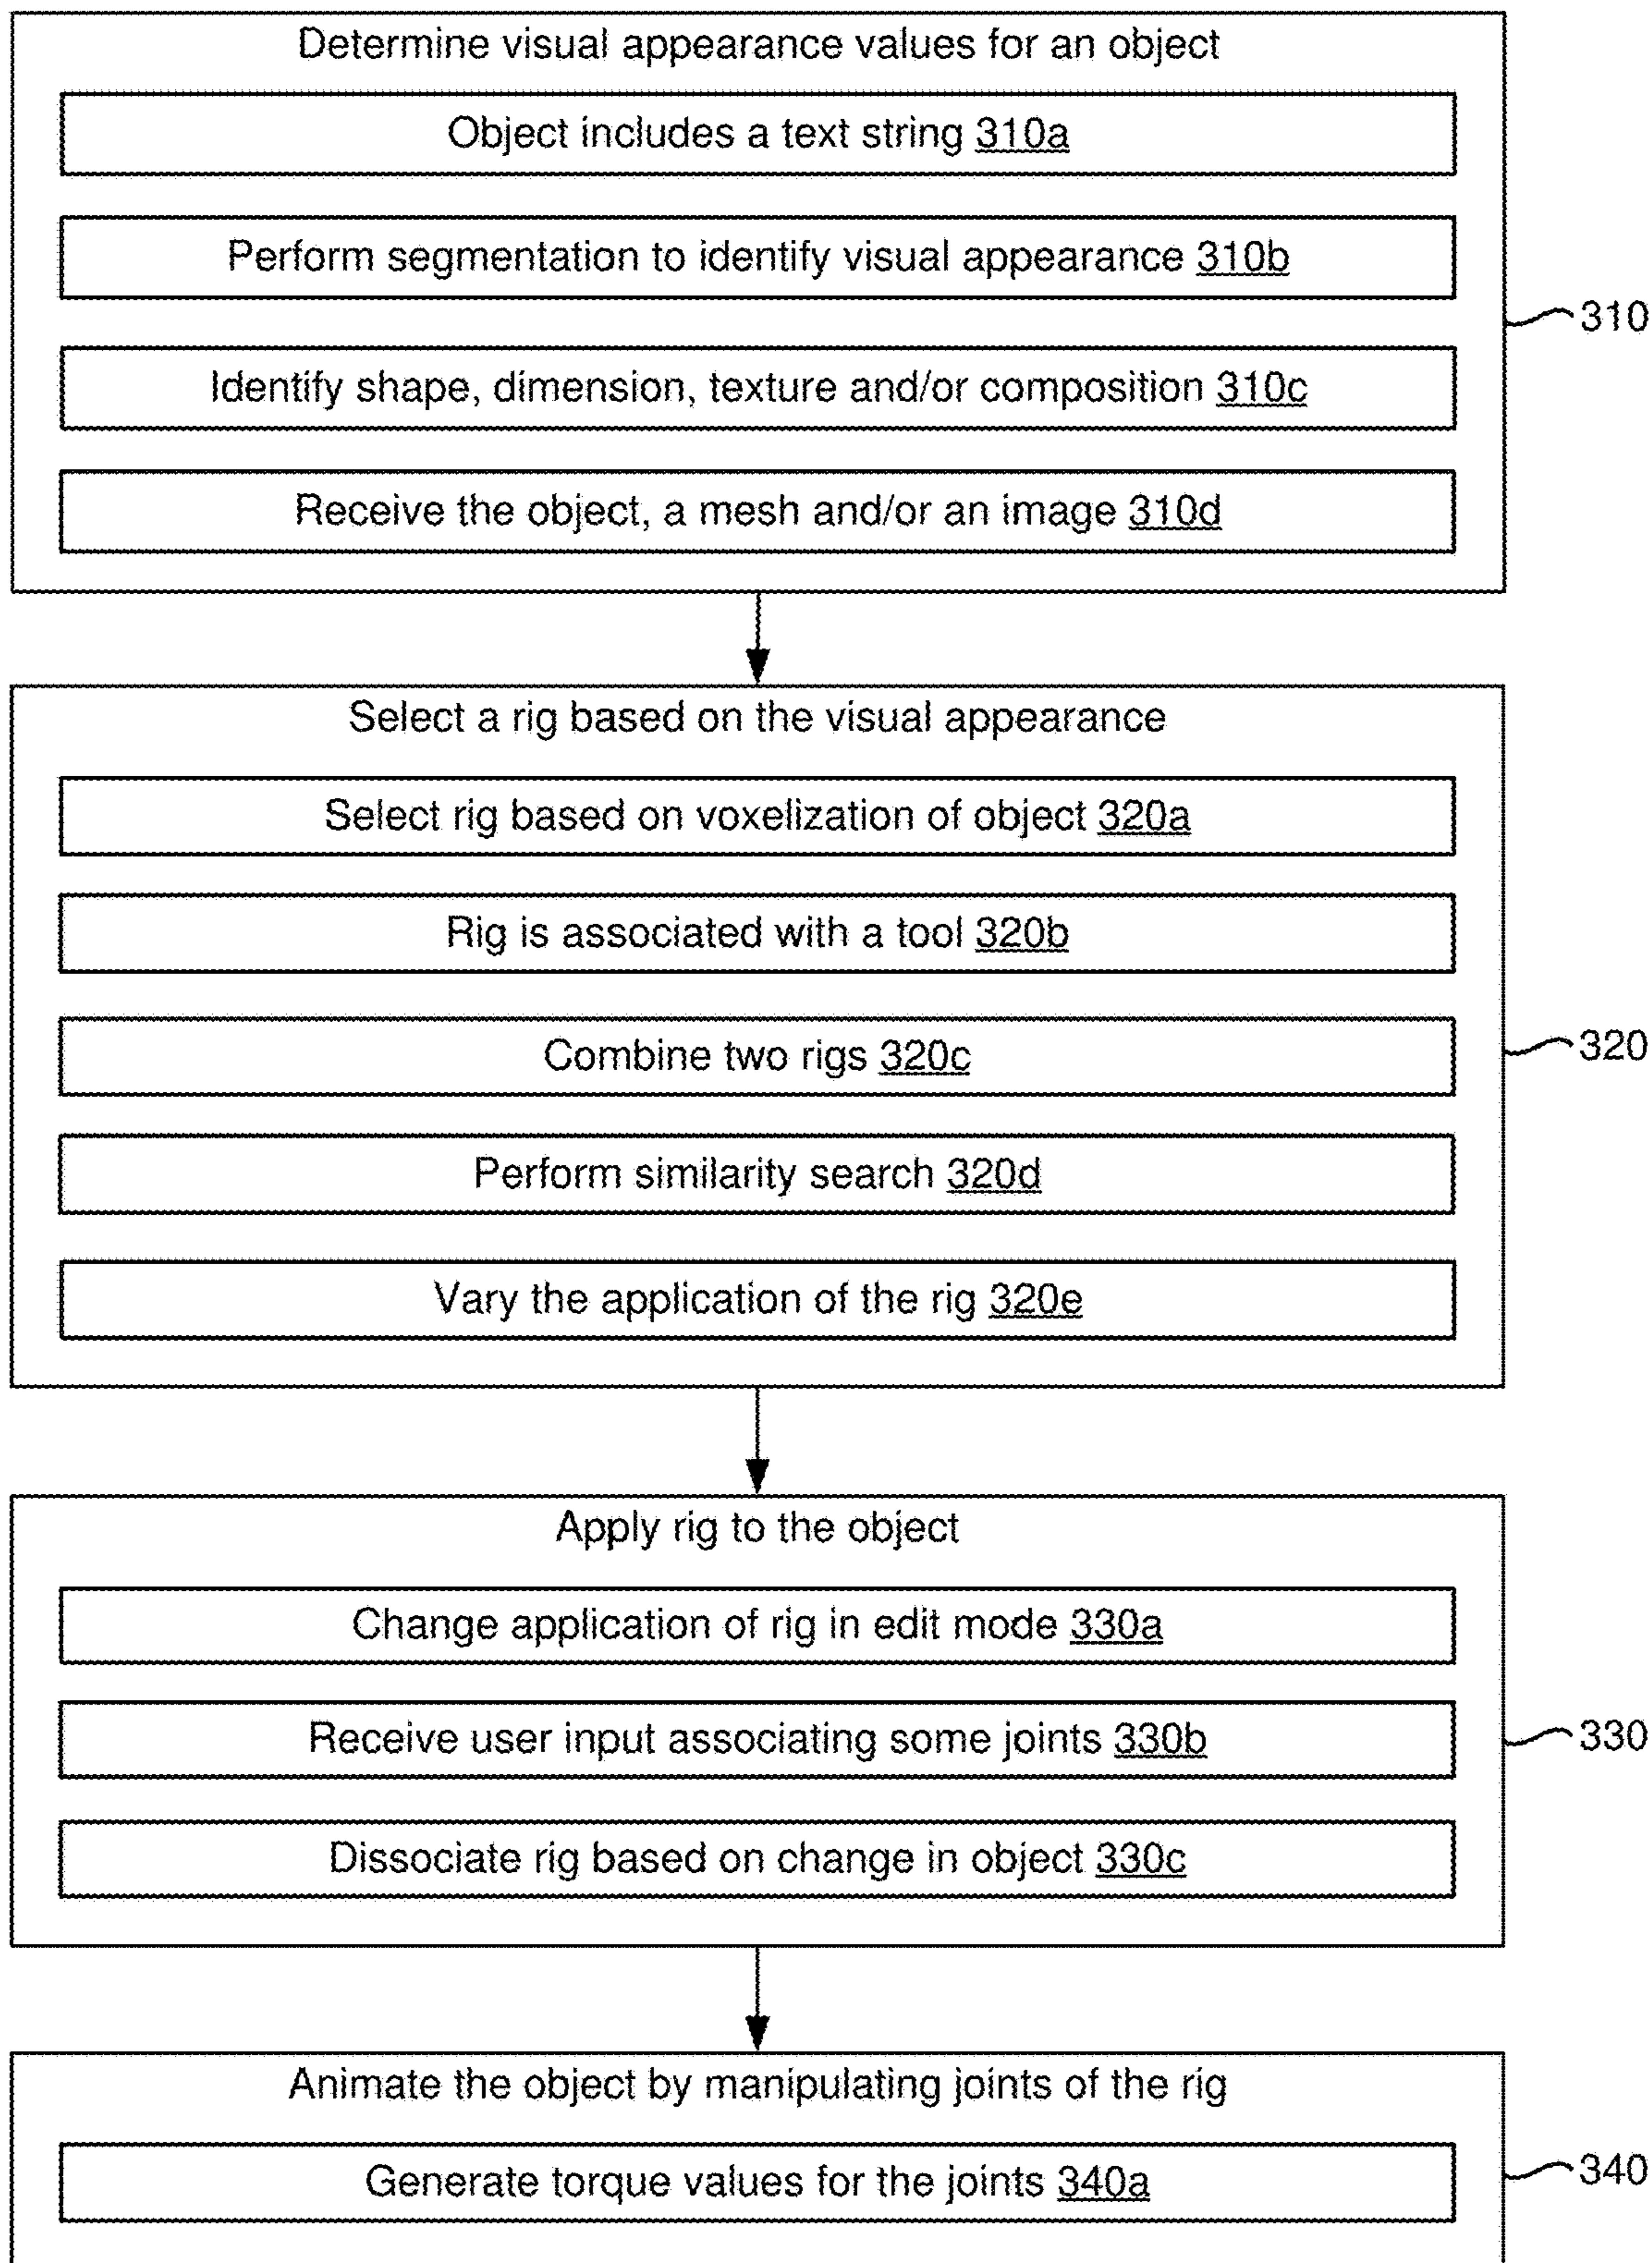 Determine visual appearance values for an object
Object includes a text string 310a
Perform segmentation to identify visual appearance 310b
Identify shape, dimension, texture and/or composition 310c
Receive the object, a mesh and/or an image 310d
310
Select a rig based on the visual appearance
Select rig based on voxelization of object 320a
Rig is associated with a tool 320b
Combine two rigs 320c
Perform similarity search 320d
Vary the application of the rig 320e
320
Apply rig to the object
Change application of rig in edit mode 330a
Receive user input associating some joints 330b
Dissociate rig based on change in object 330c
330
Animate the object by manipulating joints of the rig
Generate torque values for the joints 340a
340